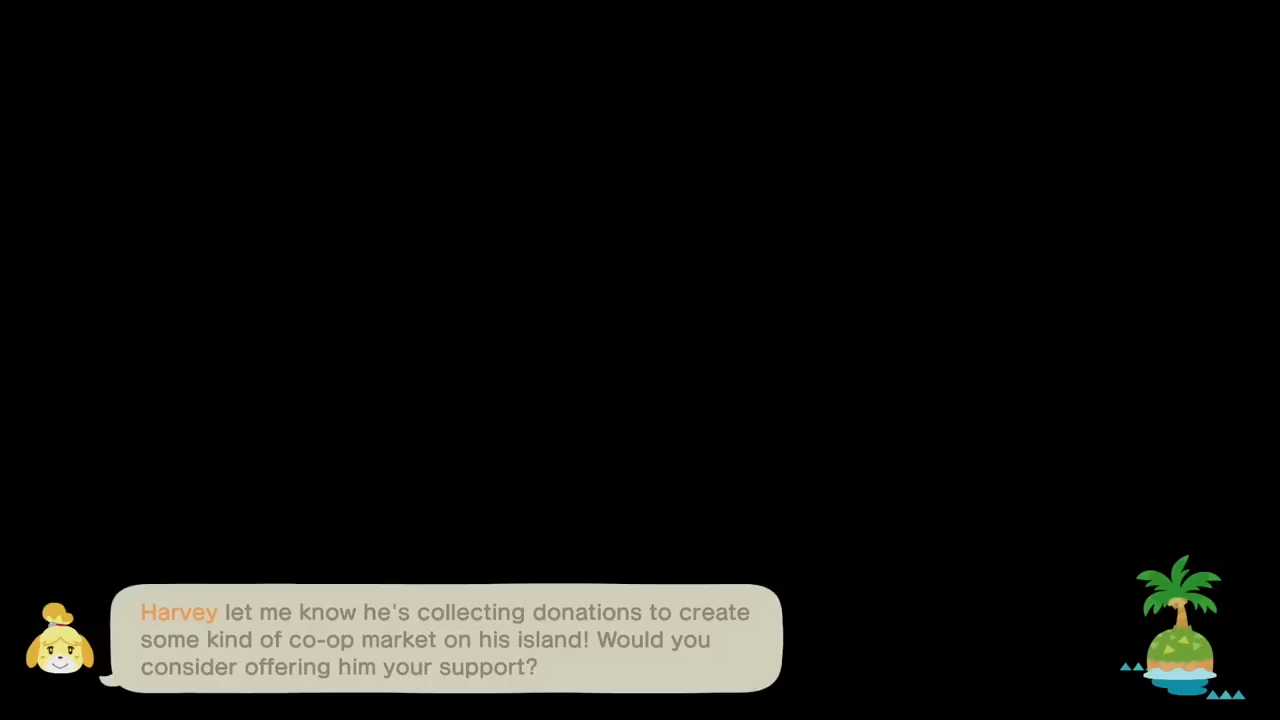 Harvey let me know he's collecting donations to create
some kind of co-op market on his island! Would you
consider offering him your support?